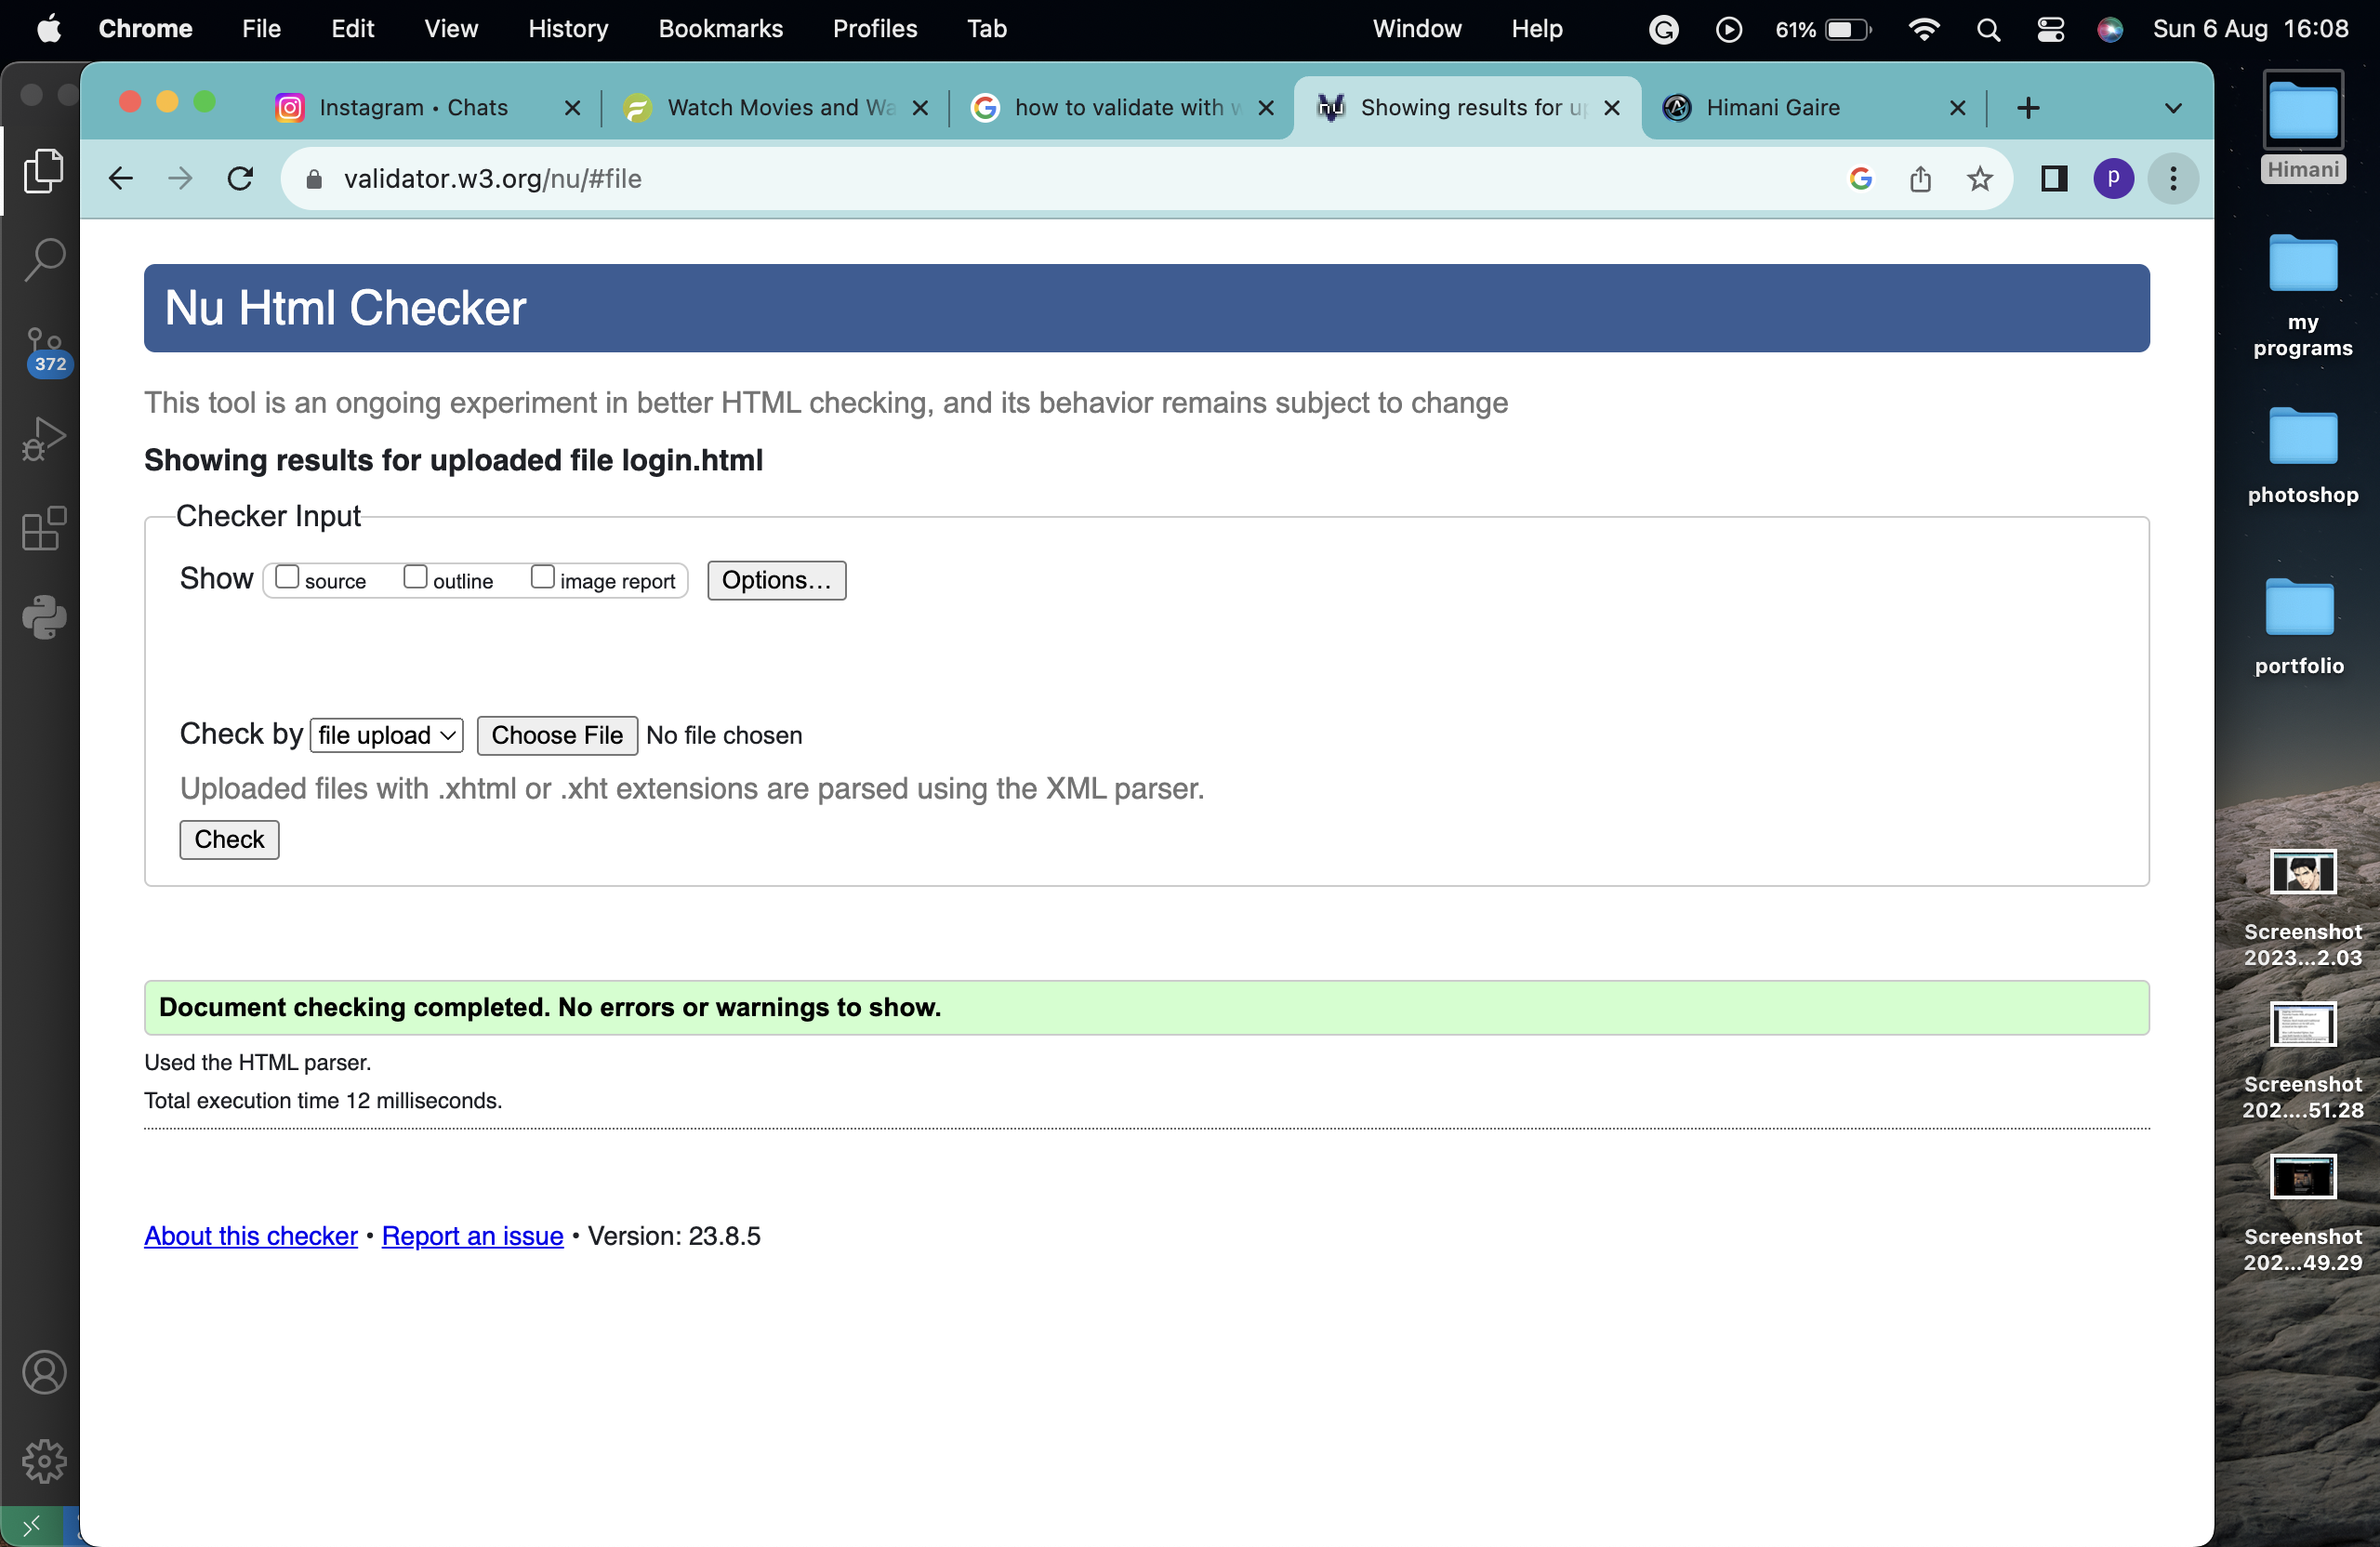 Chrome File Edit View History Bookmarks Profiles Tab Window Help 61% Sun 6 Aug 16:08
Instagram • Chats
Watch Movies and Wa
how to validate with
Showing results for up
Himani Gaire
validator.w3.org/nu/#file
p
372
Nu Html Checker
This tool is an ongoing experiment in better HTML checking, and its behavior remains subject to change
Showing results for uploaded file login.html
Checker Input
Show source outline image report Options...
Check by file upload Choose File No file chosen
Uploaded files with .xhtml or .xht extensions are parsed using the XML parser.
Check
Document checking completed. No errors or warnings to show.
Used the HTML parser.
Total execution time 12 milliseconds.
About this checker • Report an issue • Version: 23.8.5
Himani
my
programs
photoshop
portfolio
Screenshot
2023...2.03
Screenshot
202....51.28
Screenshot
202...49.29